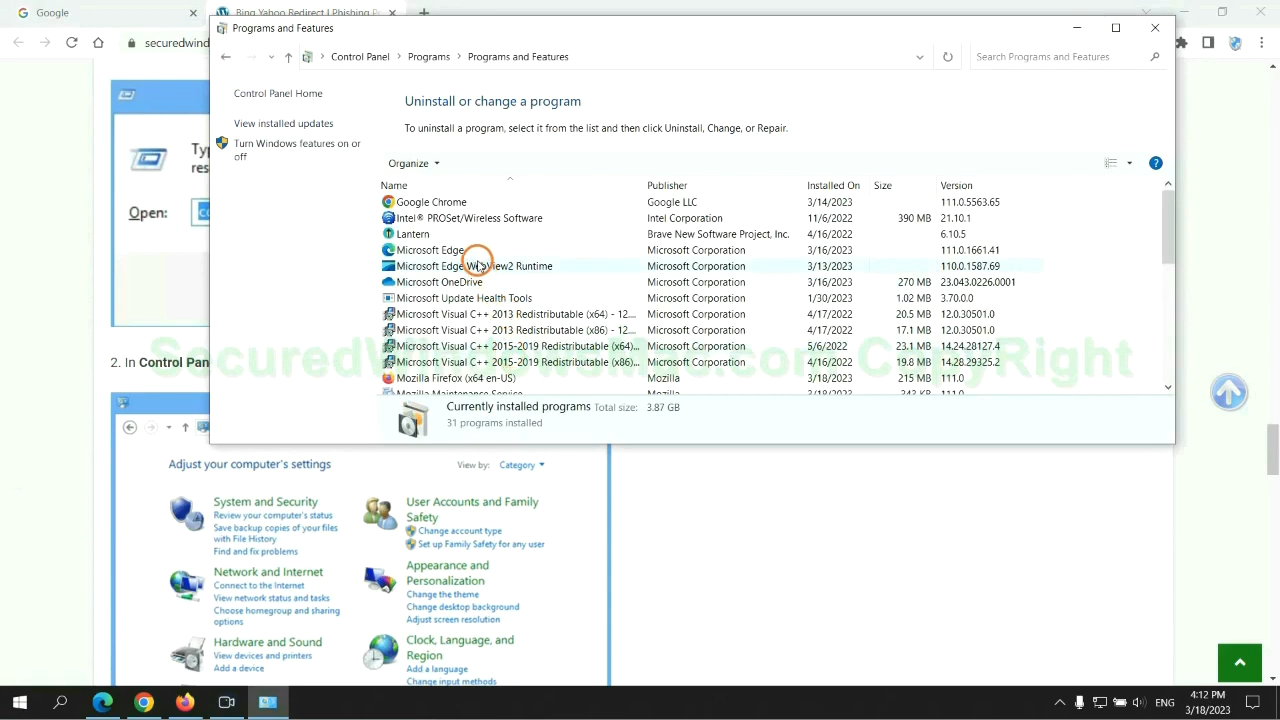 Google
Bing Yahoo Redirect | Phishing P
securedwind
Programs and Features
Control Panel > Programs > Programs and Features
Search Programs and Features
Control Panel Home
View installed updates
Turn Windows features on or
off
Uninstall or change a program
To uninstall a program, select it from the list and then click Uninstall, Change, or Repair.
Organize
Name Publisher Installed On Size Version
Google Chrome Google LLC 3/14/2023 111.0.5563.65
Intel® PROSet/Wireless Software Intel Corporation 11/6/2022 390 MB 21.10.1
Lantern Brave New Software Project, Inc. 4/16/2022 6.10.5
Microsoft Edge Microsoft Corporation 3/16/2023 111.0.1661.41
Microsoft Edge WebView2 Runtime Microsoft Corporation 3/13/2023 110.0.1587.69
Microsoft OneDrive Microsoft Corporation 3/16/2023 270 MB 23.043.0226.0001
Microsoft Update Health Tools Microsoft Corporation 1/30/2023 1.02 MB 3.70.0.0
Microsoft Visual C++ 2013 Redistributable (x64) - 12.... Microsoft Corporation 4/17/2022 20.5 MB 12.0.30501.0
Microsoft Visual C++ 2013 Redistributable (x86) - 12.... Microsoft Corporation 4/17/2022 17.1 MB 12.0.30501.0
Microsoft Visual C++ 2015-2019 Redistributable (x64)... Microsoft Corporation 5/6/2022 23.1 MB 14.24.28127.4
Microsoft Visual C++ 2015-2019 Redistributable (x86)... Microsoft Corporation 4/16/2022 19.8 MB 14.28.29325.2
Mozilla Firefox (x64 en-US) Mozilla 3/18/2023 215 MB 111.0
Mozilla Maintenance Service Mozilla 3/18/2023 343 KB 111.0
Currently installed programs Total size: 3.87 GB
31 programs installed
Ty
res
Open:
2. In Control Pan
Adjust your computer's settings
View by: Category
System and Security
Review your computer's status
Save backup copies of your files
with File History
Find and fix problems
User Accounts and Family
Safety
Change account type
Set up Family Safety for any user
Network and Internet
Connect to the Internet
View network status and tasks
Choose homegroup and sharing
options
Appearance and
Personalization
Change the theme
Change desktop background
Adjust screen resolution
Hardware and Sound
View devices and printers
Add a device
Clock, Language, and
Region
Add a language
Change input methods
ENG
4:12 PM
3/18/2023